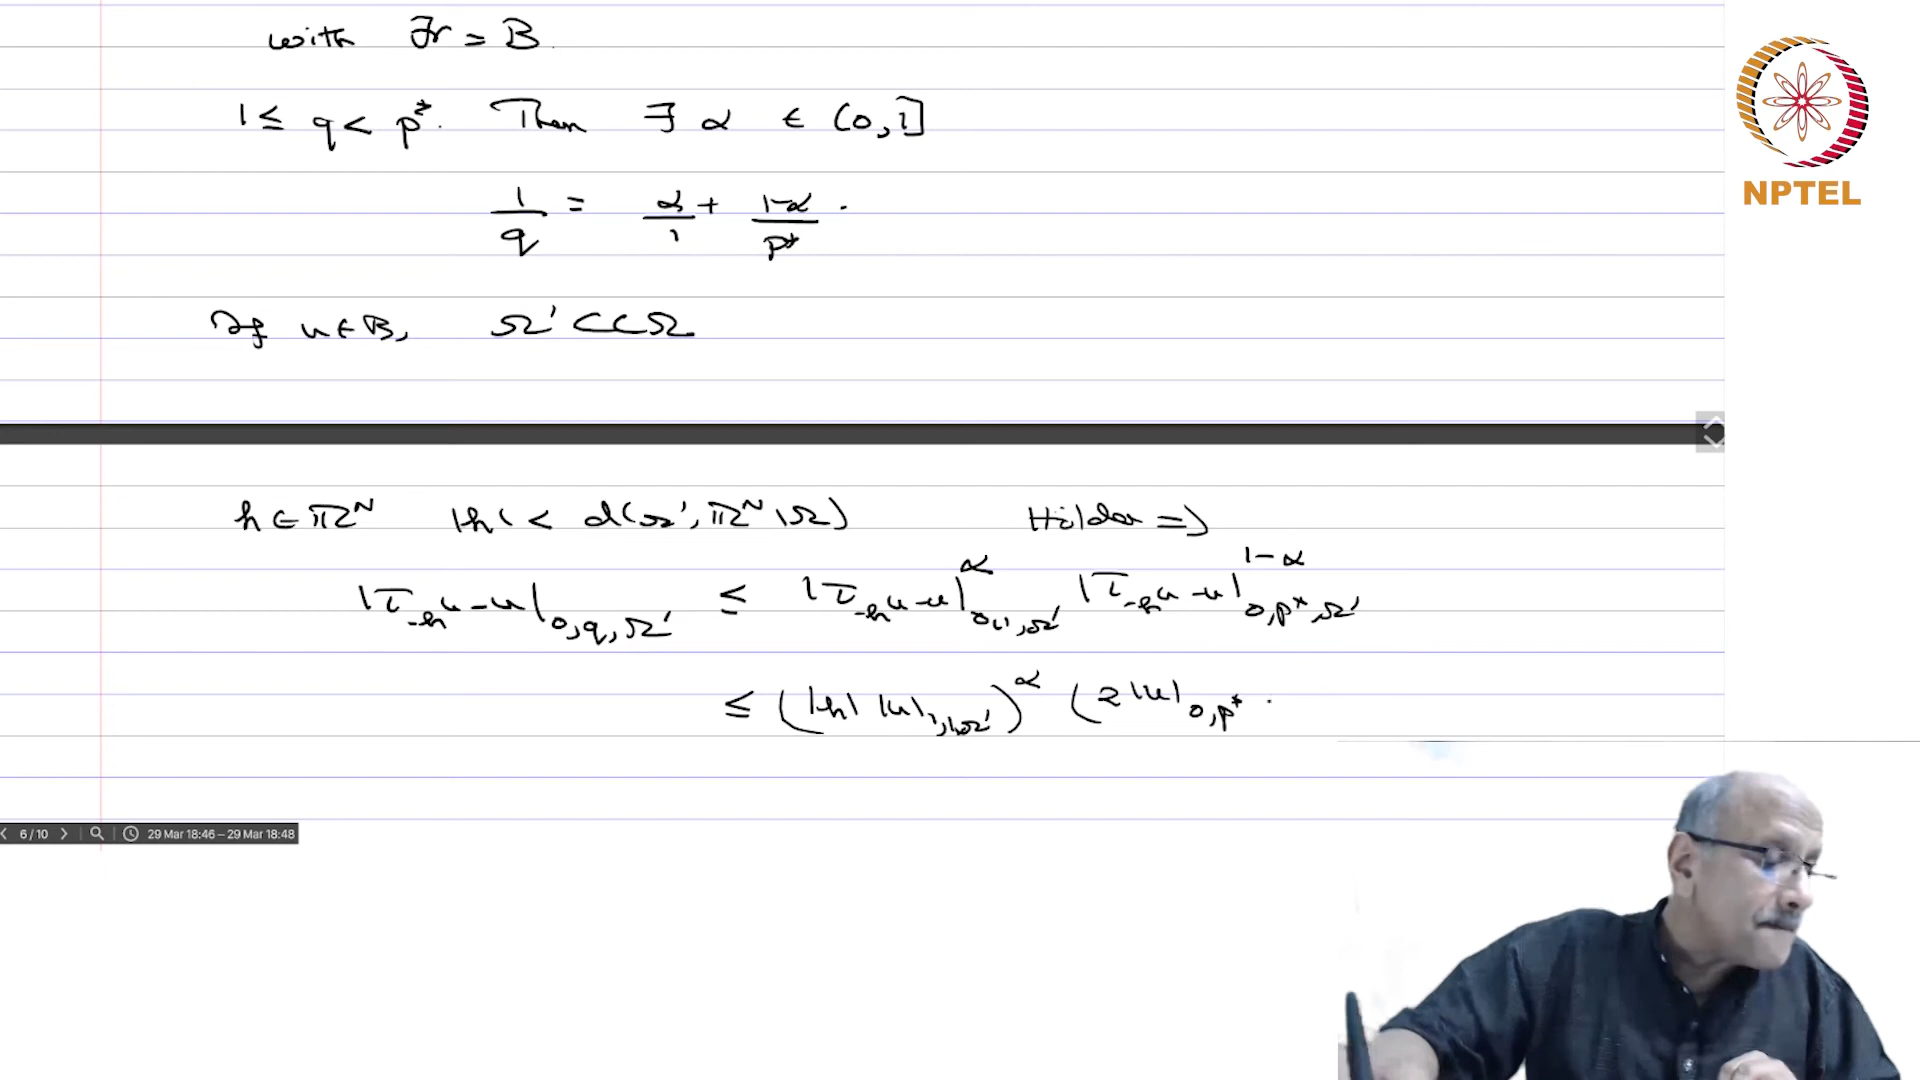 with ℱ = B.
1 ≤ q < p*. Then ∃ α ∈ (0,1]
1/q = α/1 + (1-α)/p*.
If u ∈ B, Ω' ⊂⊂ Ω
h ∈ ℝ^N |h| < d(Ω', ℝ^N \ Ω) Hölder ⇒
|τ_{-h}u - u|_{0,q,Ω'} ≤ |τ_{-h}u - u|^α_{0,1,Ω'} |τ_{-h}u - u|^{1-α}_{0,p*,Ω'}
≤ (|h| |u|_{1,1,Ω'})^α (2|u|_{0,p*
NPTEL
6 / 10
29 Mar 18:46 – 29 Mar 18:48